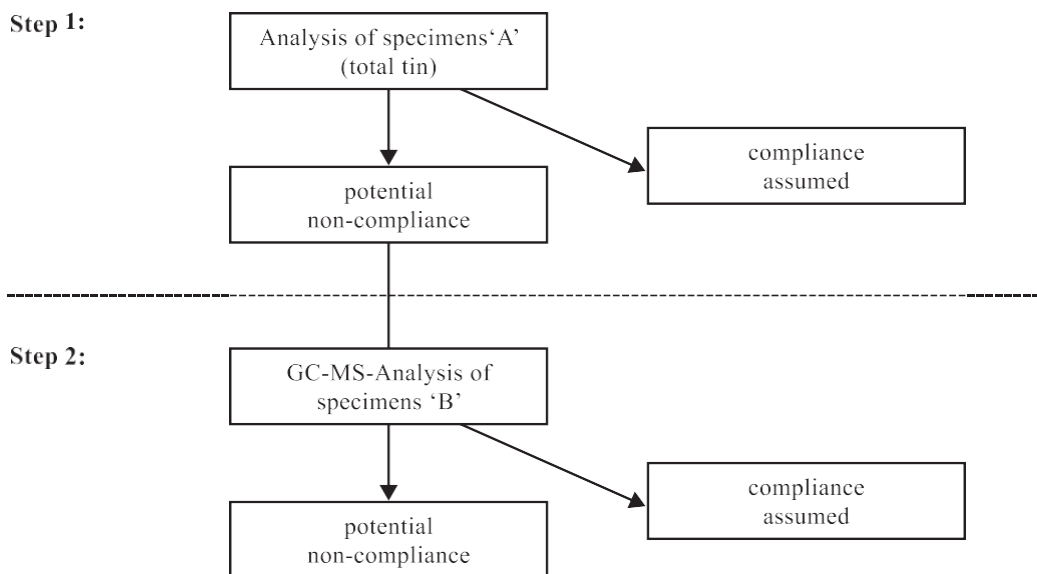 Step 1:
Analysis of specimens‘A’
(total tin)
compliance
assumed
potential
non-compliance
Step 2:
GC-MS-Analysis of
specimens ‘B’
compliance
assumed
potential
non-compliance